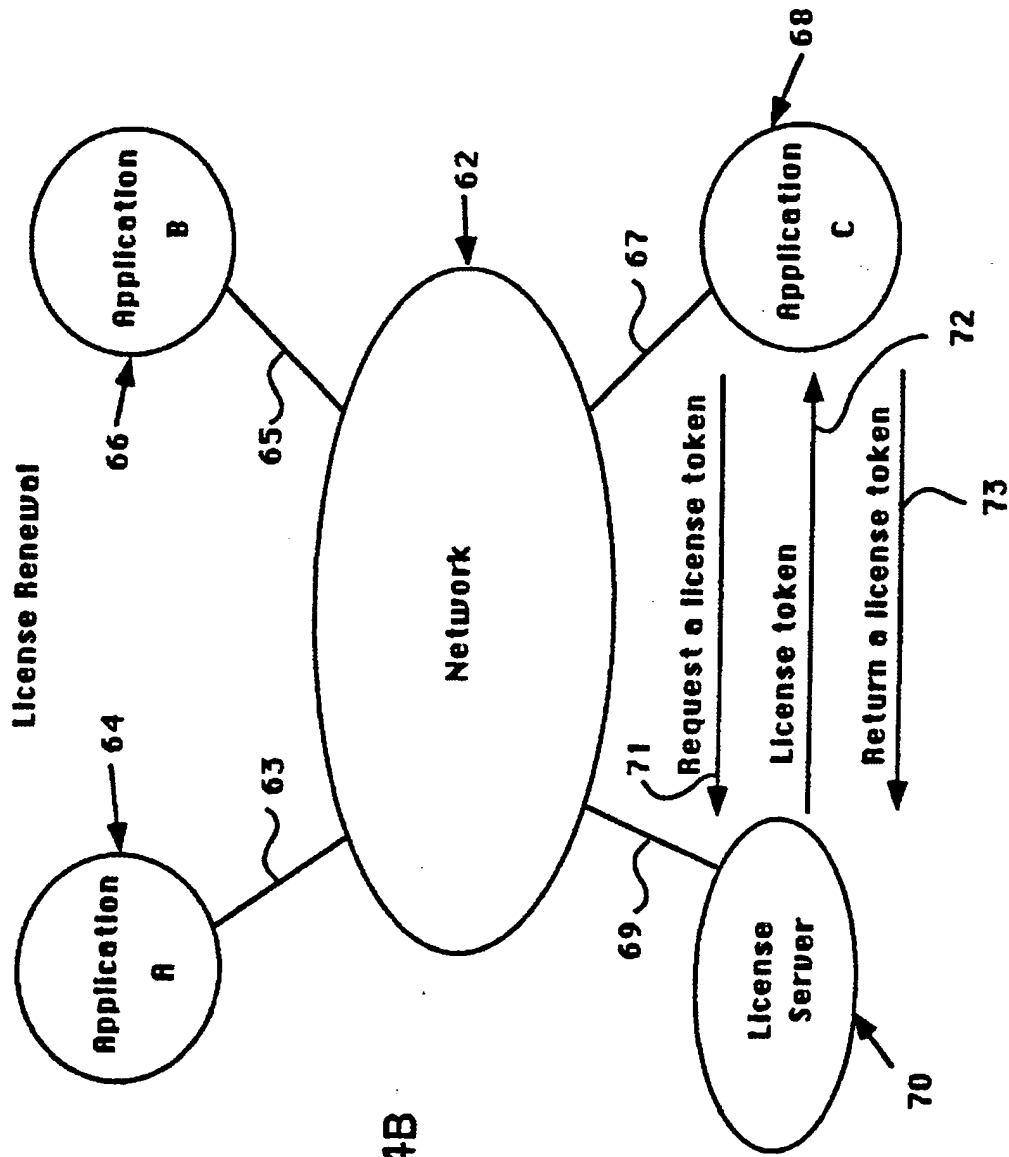 License Renewal
64
Application
A
63
66
Application
B
65
62
Network
67
68
Application
C
69
71
Request a license token
License token
72
Return a license token
73
License
Server
70
4B